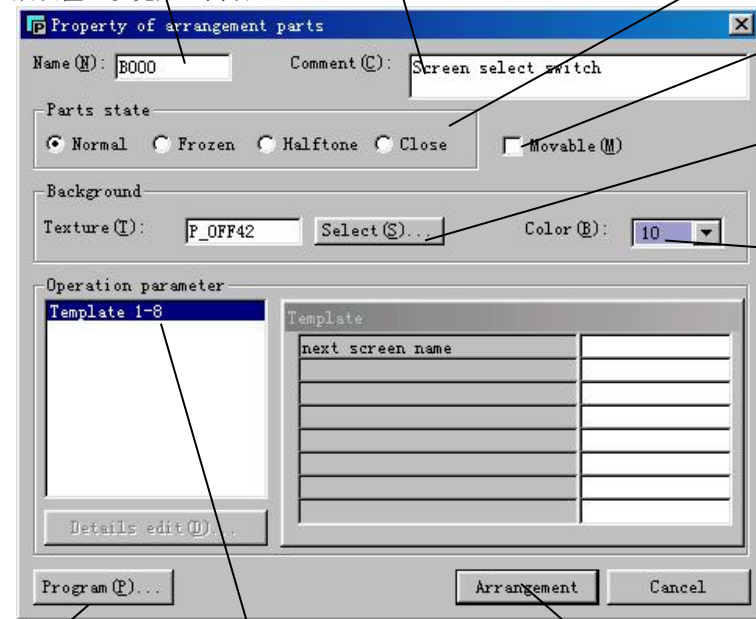 Property of arrangement parts
Name(N): B000 Comment(C): Screen select switch
Parts state
Normal Frozen Halftone Close Movable(M)
Background
Texture(T): P_OFF42 Select(S)... Color(B): 10
Operation parameter
Template 1-8
Template
next screen name
Details edit(D)...
Program(P)... Arrangement Cancel